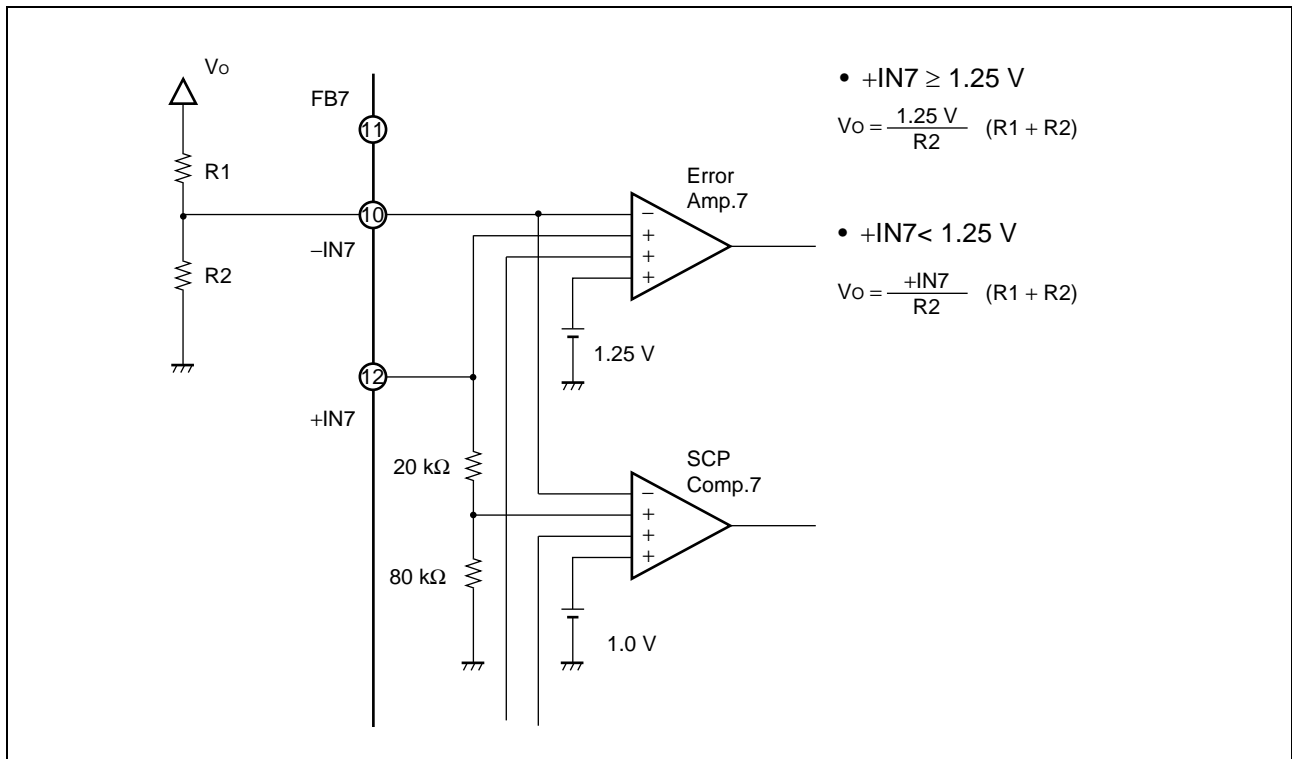 Vo
FB7
11
R1
10
−IN7
R2
12
+IN7
20 kΩ
80 kΩ
Error
Amp.7
−
+
+
+
1.25 V
SCP
Comp.7
−
+
+
+
1.0 V
• +IN7 ≥ 1.25 V
Vo = 1.25 V / R2 (R1 + R2)
• +IN7< 1.25 V
Vo = +IN7 / R2 (R1 + R2)